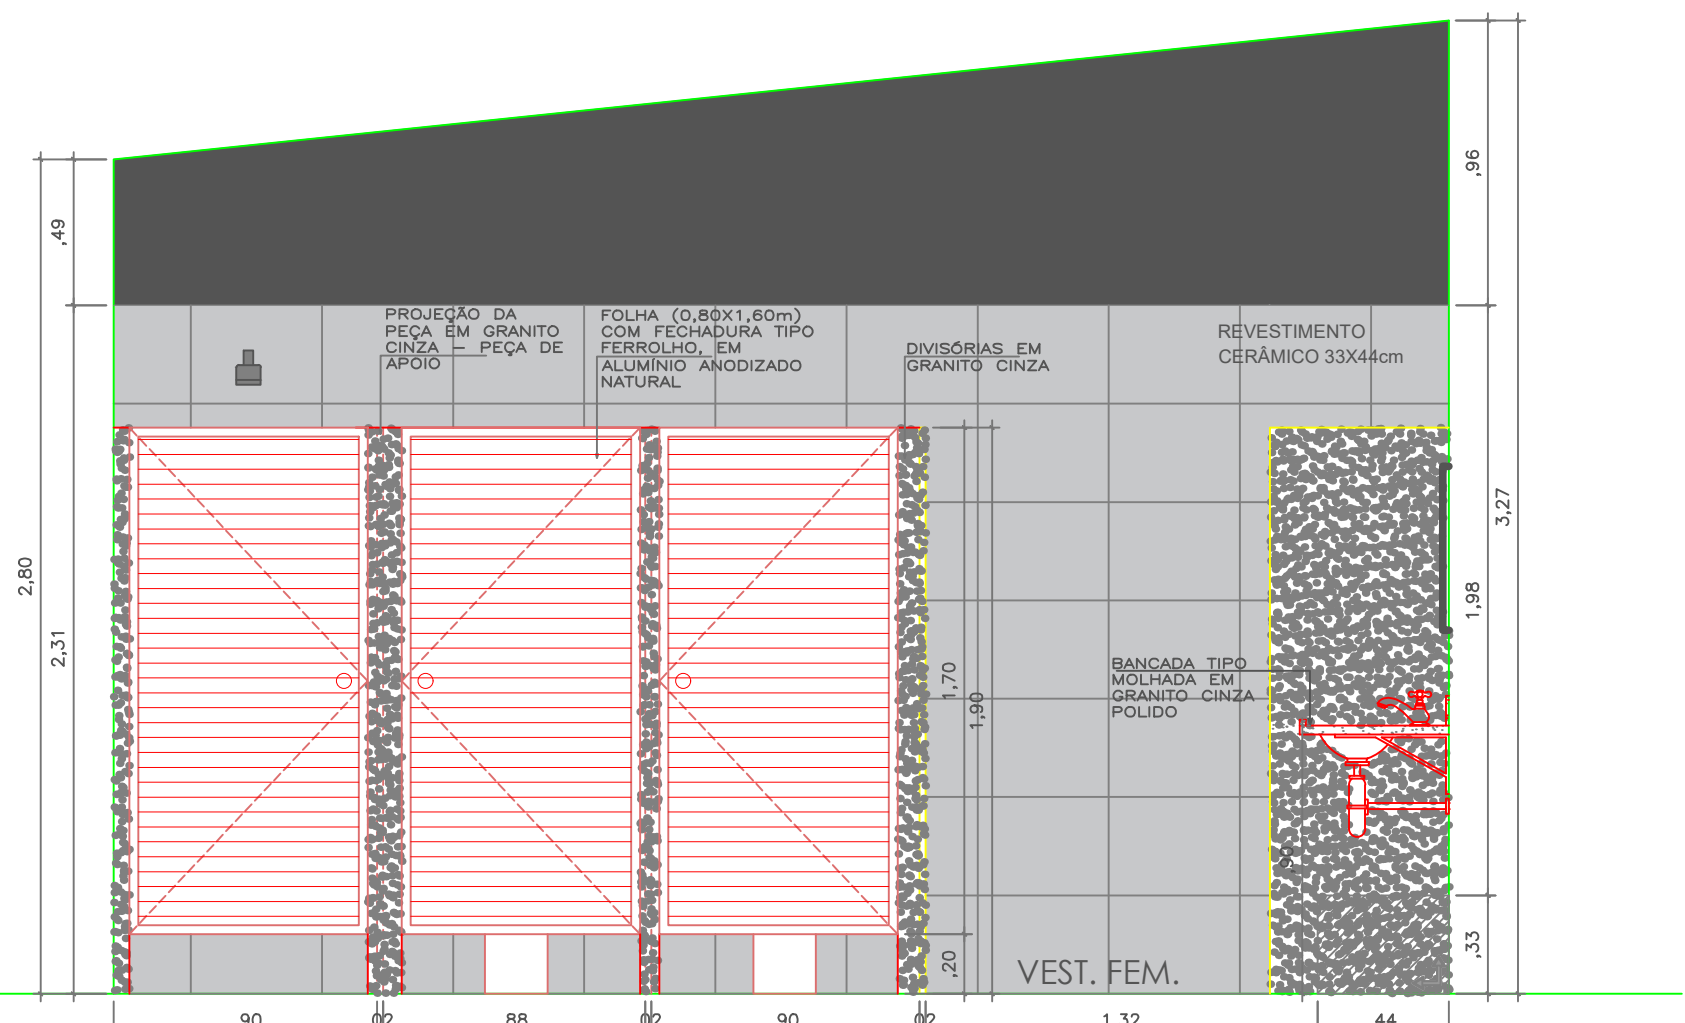 PROJEÇÃO DA
PEÇA EM GRANITO
CINZA – PEÇA DE
APOIO
FOLHA (0,80X1,60m)
COM FECHADURA TIPO
FERROLHO, EM
ALUMÍNIO ANODIZADO
NATURAL
DIVISÓRIAS EM
GRANITO CINZA
REVESTIMENTO
CERÂMICO 33X44cm
,96
,49
3,27
2,80
2,31
1,98
1,70
1,90
BANCADA TIPO
MOLHADA EM
GRANITO CINZA
POLIDO
,90
,33
,20
VEST. FEM.
90
02
88
02
90
02
1,32
44